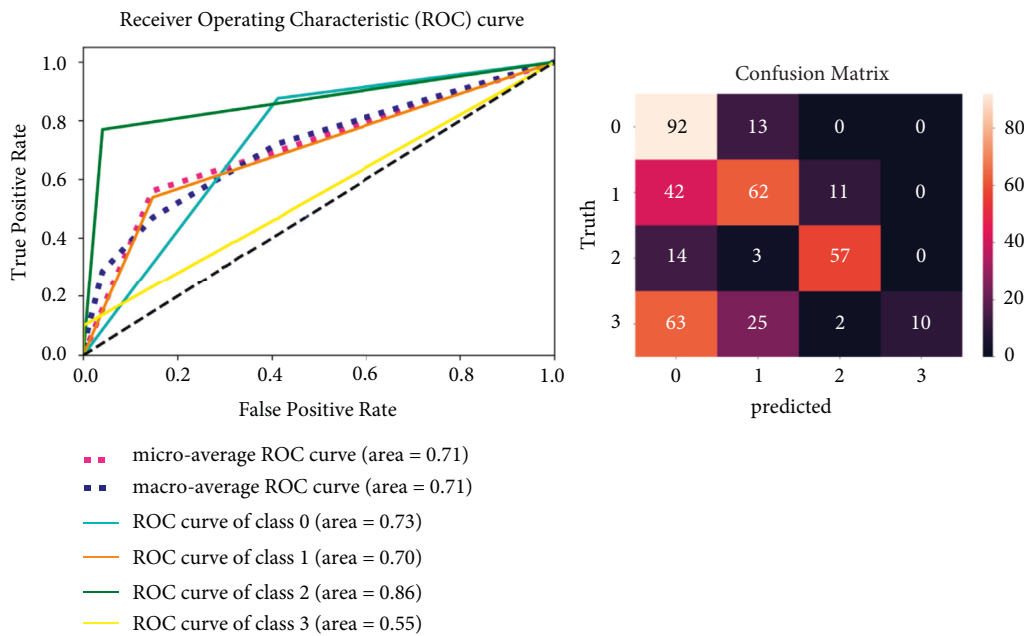 Receiver Operating Characteristic (ROC) curve
True Positive Rate
1.0
0.8
0.6
0.4
0.2
0.0
0.0 0.2 0.4 0.6 0.8 1.0
False Positive Rate
micro-average ROC curve (area = 0.71)
macro-average ROC curve (area = 0.71)
ROC curve of class 0 (area = 0.73)
ROC curve of class 1 (area = 0.70)
ROC curve of class 2 (area = 0.86)
ROC curve of class 3 (area = 0.55)
Confusion Matrix
Truth
0 92 13 0 0
1 42 62 11 0
2 14 3 57 0
3 63 25 2 10
0 1 2 3
predicted
80
60
40
20
0